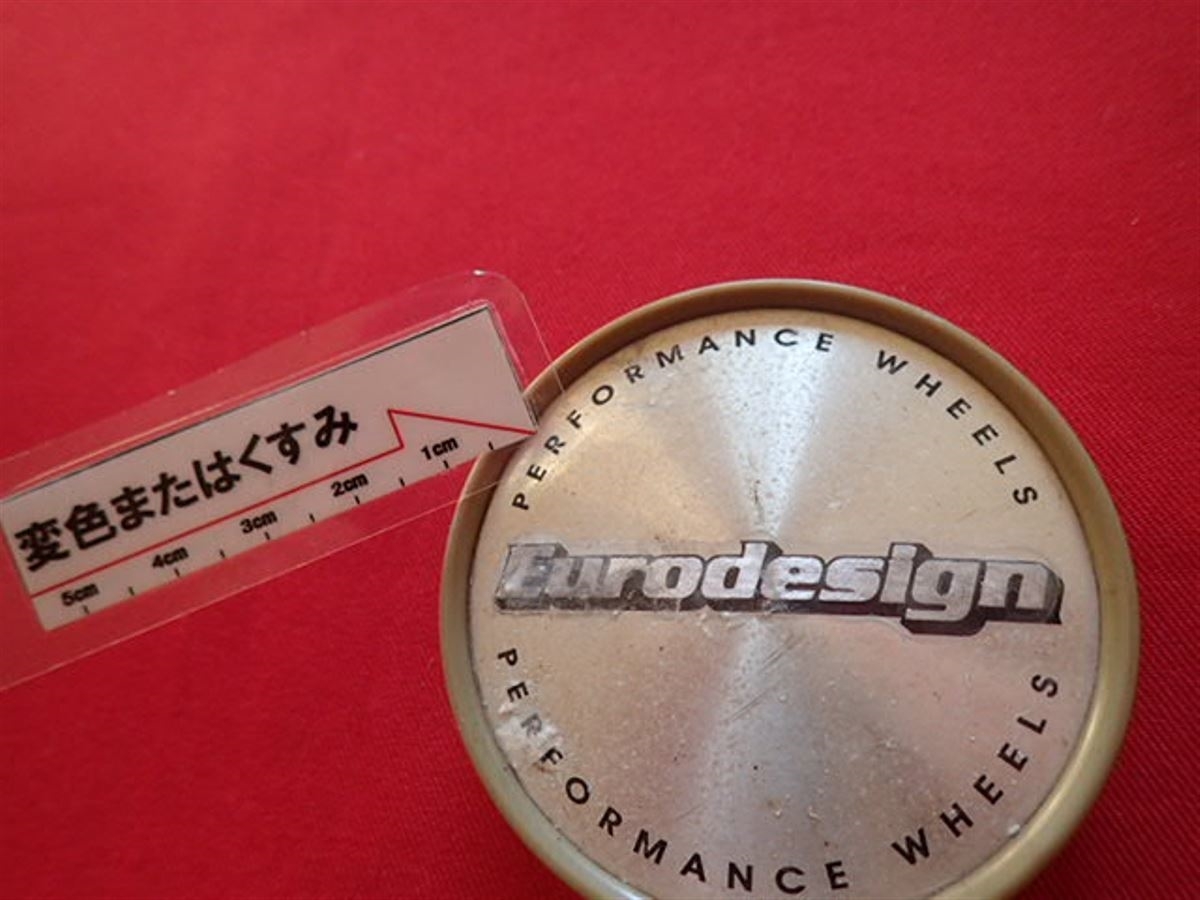 変色またはくすみ
5cm 4cm 3cm 2cm 1cm
PERFORMANCE WHEELS
Eurodesign
PERFORMANCE WHEELS